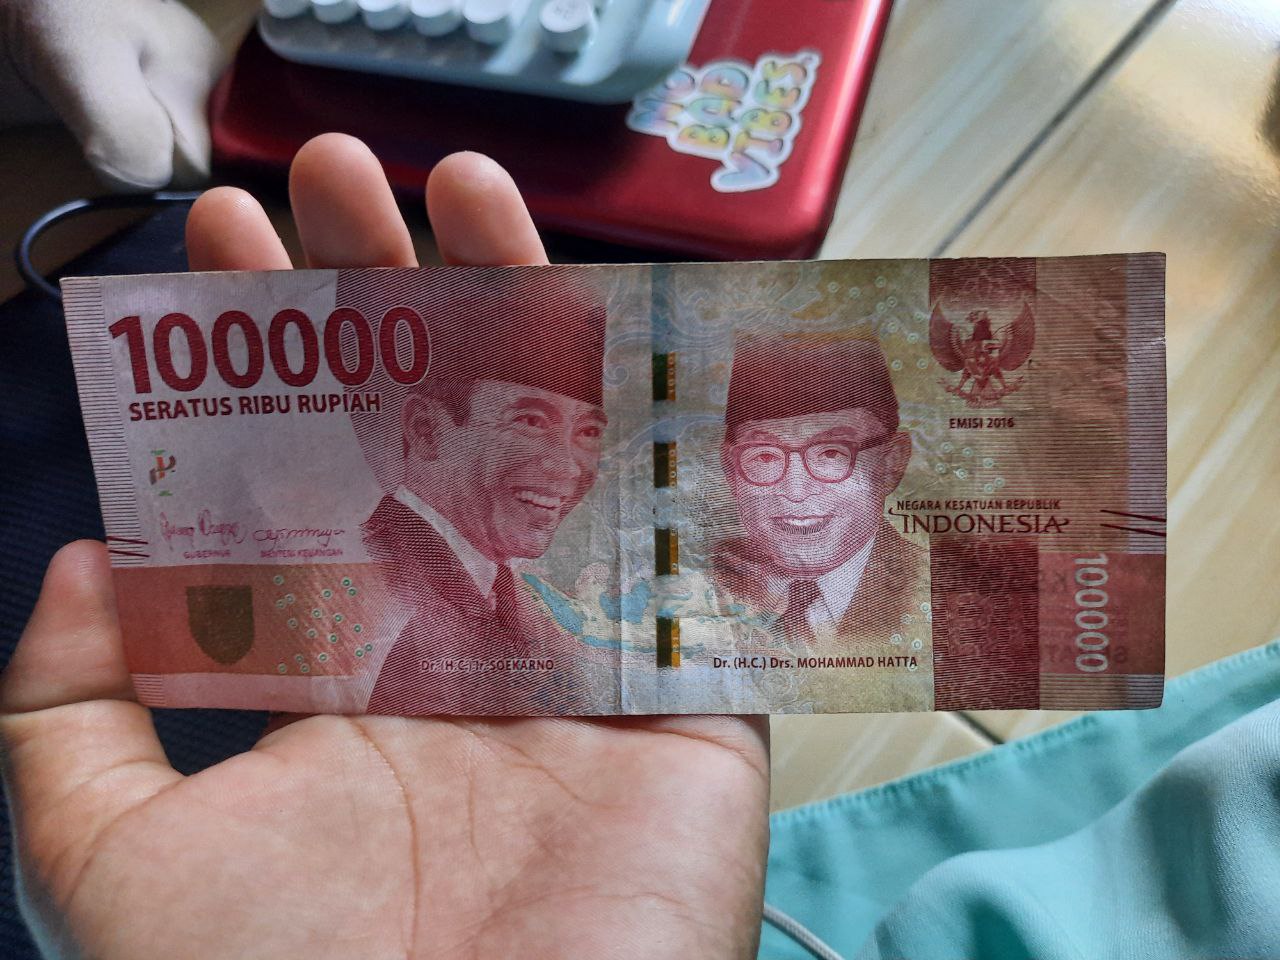 NO
BAD
VIBES
100000
SERATUS RIBU RUPIAH
GUBERNUR
MENTERI KEUANGAN
Dr. (H.C.) Ir. SOEKARNO
Dr. (H.C.) Drs. MOHAMMAD HATTA
EMISI 2016
NEGARA KESATUAN REPUBLIK
INDONESIA
100000